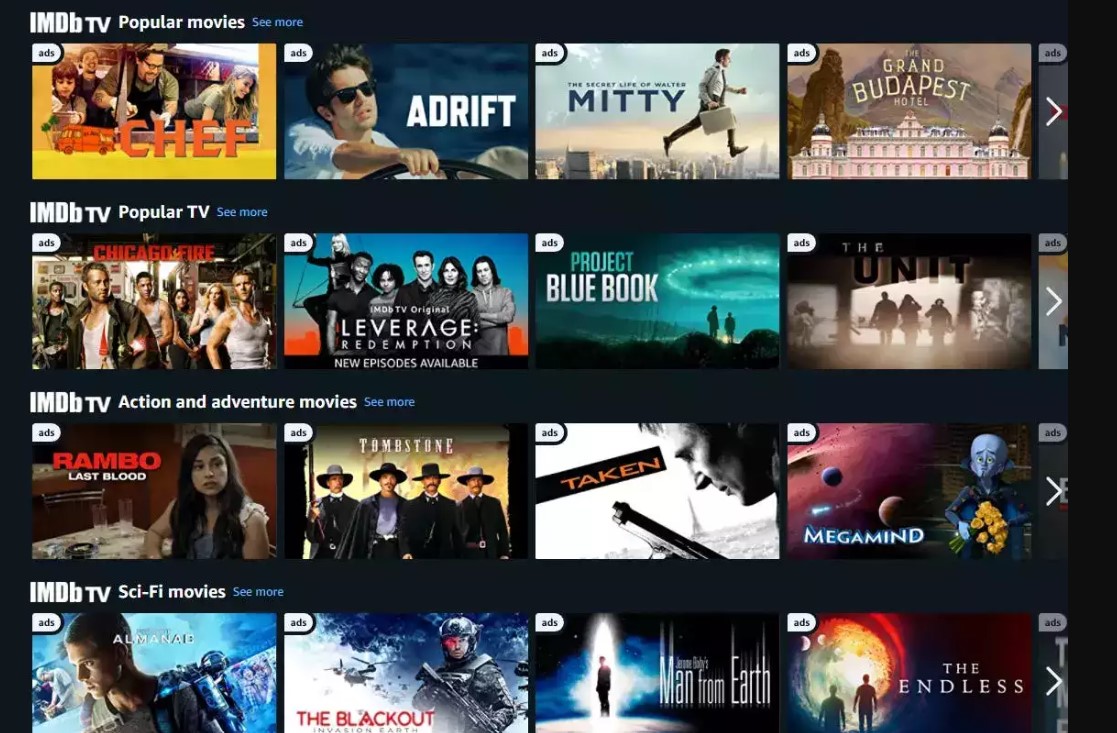 IMDb TV Popular movies See more
ads
ads
ads
ads
ads
CHEF
ADRIFT
THE SECRET LIFE OF WALTER
MITTY
THE
GRAND
BUDAPEST
HOTEL
IMDb TV Popular TV See more
ads
ads
ads
ads
ads
CHICAGO FIRE
IMDb TV Original
LEVERAGE:
REDEMPTION
NEW EPISODES AVAILABLE
PROJECT
BLUE BOOK
THE
UNIT
IMDb TV Action and adventure movies See more
ads
ads
ads
ads
ads
RAMBO
LAST BLOOD
TOMBSTONE
TAKEN
MEGAMIND
IMDb TV Sci-Fi movies See more
ads
ads
ads
ads
ads
ALMANAC
THE BLACKOUT
INVASION EARTH
Jerome Bixby's
Man from Earth
THE
ENDLESS